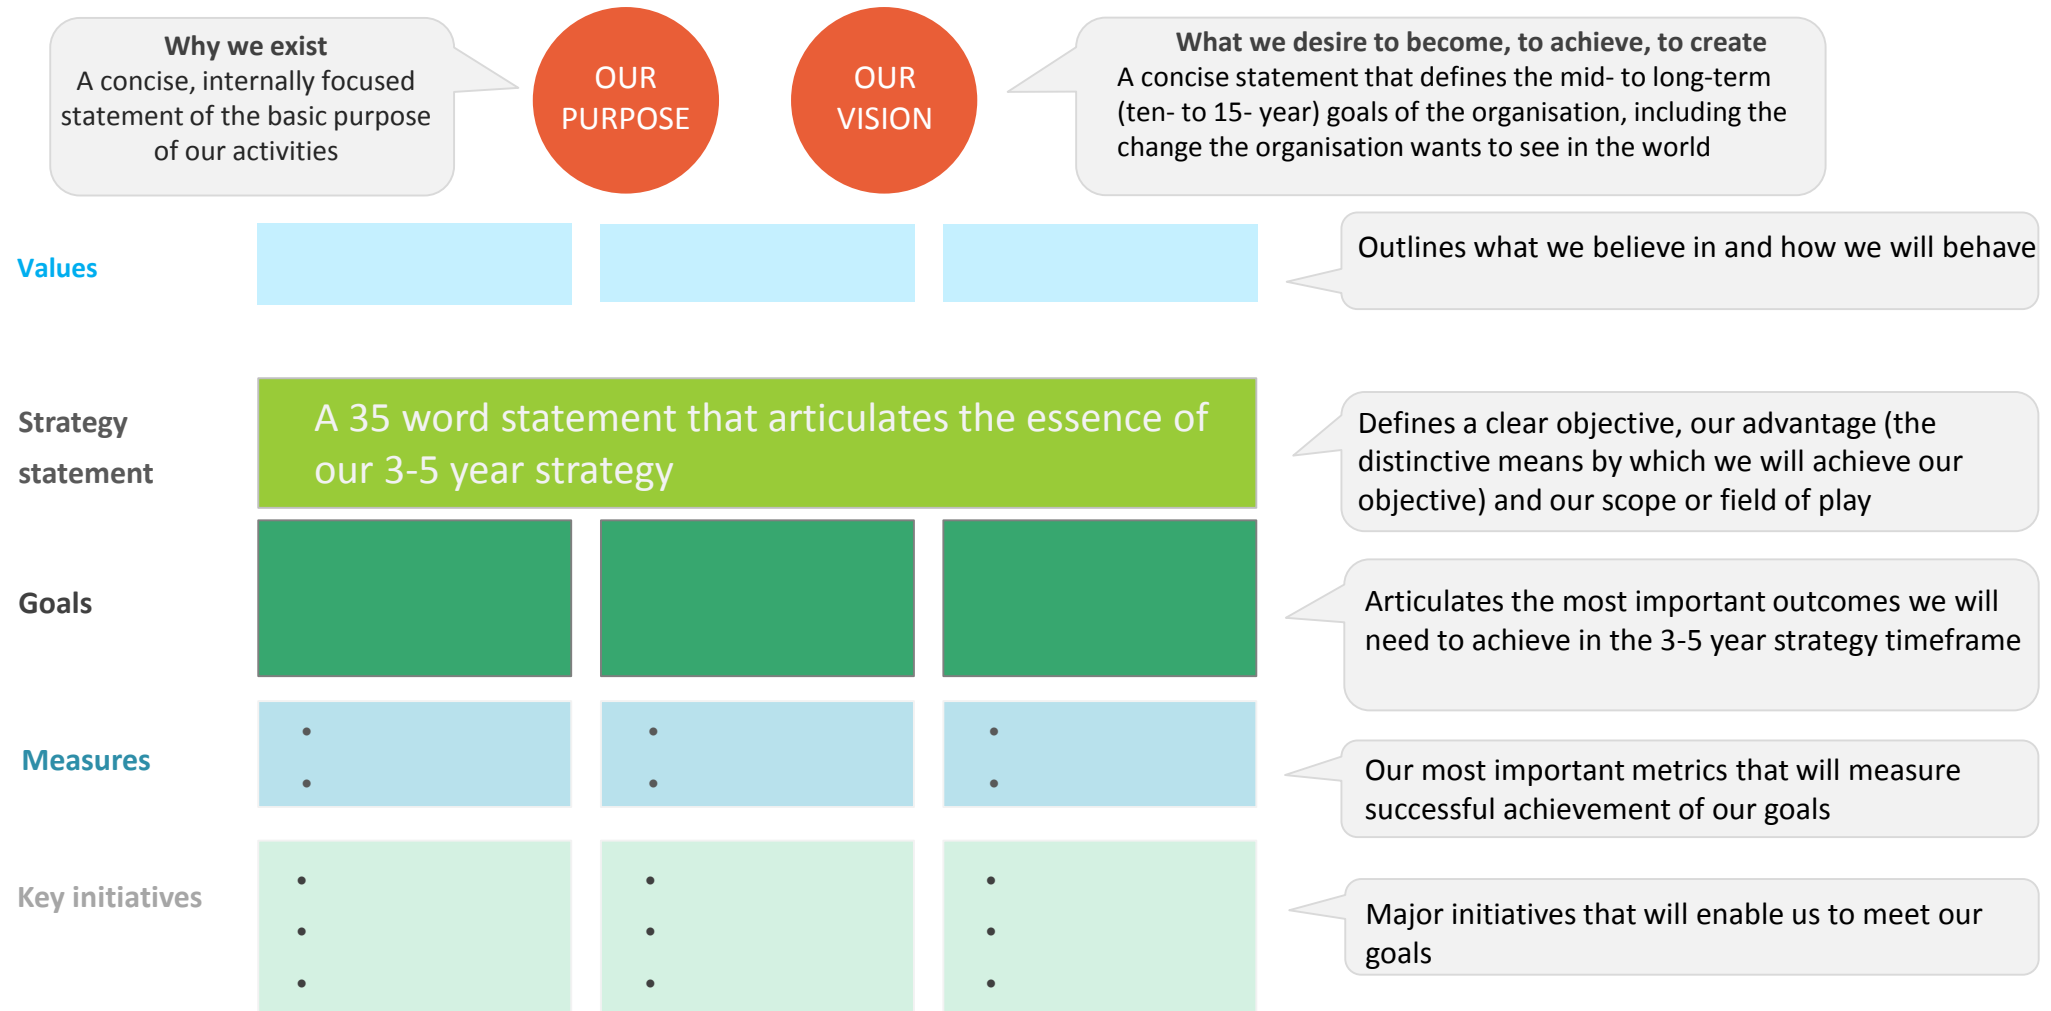 Why we exist
A concise, internally focused
statement of the basic purpose
of our activities
OUR
PURPOSE
OUR
VISION
What we desire to become, to achieve, to create
A concise statement that defines the mid- to long-term
(ten- to 15- year) goals of the organisation, including the
change the organisation wants to see in the world
Values
Outlines what we believe in and how we will behave
Strategy
statement
A 35 word statement that articulates the essence of
our 3-5 year strategy
Defines a clear objective, our advantage (the
distinctive means by which we will achieve our
objective) and our scope or field of play
Goals
Articulates the most important outcomes we will
need to achieve in the 3-5 year strategy timeframe
Measures
•
•
•
•
•
•
Our most important metrics that will measure
successful achievement of our goals
Key initiatives
•
•
•
•
•
•
•
•
•
Major initiatives that will enable us to meet our
goals